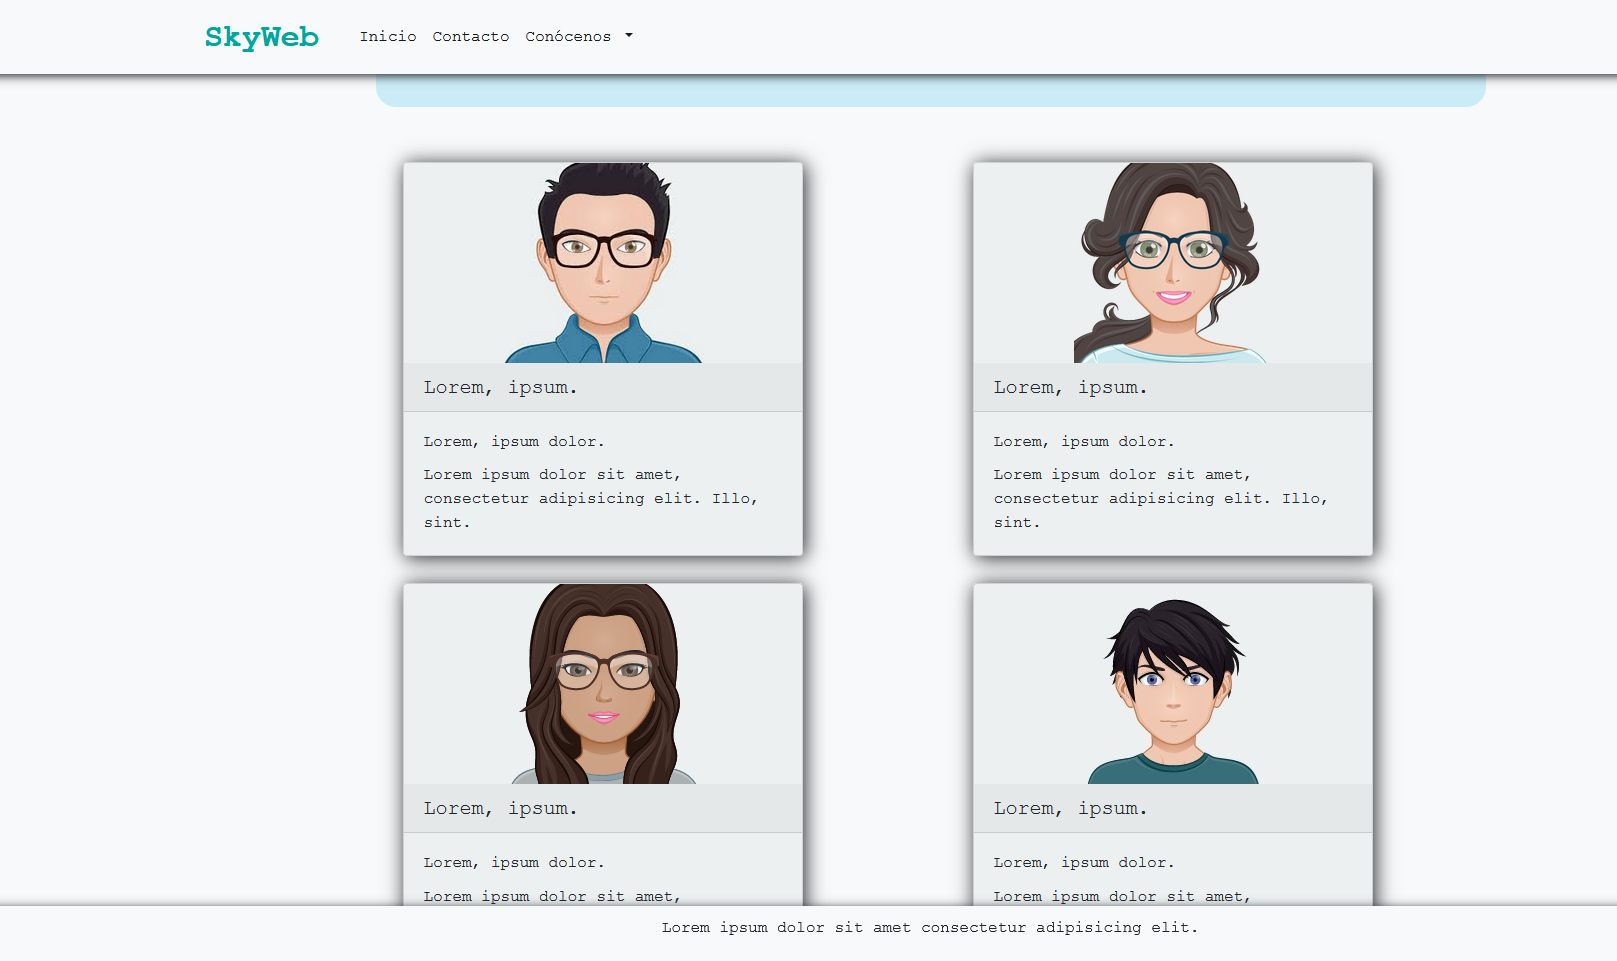 SkyWeb Inicio Contacto Conócenos
Lorem, ipsum.
Lorem, ipsum dolor.
Lorem ipsum dolor sit amet,
consectetur adipisicing elit. Illo,
sint.
Lorem, ipsum.
Lorem, ipsum dolor.
Lorem ipsum dolor sit amet,
consectetur adipisicing elit. Illo,
sint.
Lorem, ipsum.
Lorem, ipsum dolor.
Lorem ipsum dolor sit amet,
Lorem, ipsum.
Lorem, ipsum dolor.
Lorem ipsum dolor sit amet,
Lorem ipsum dolor sit amet consectetur adipisicing elit.